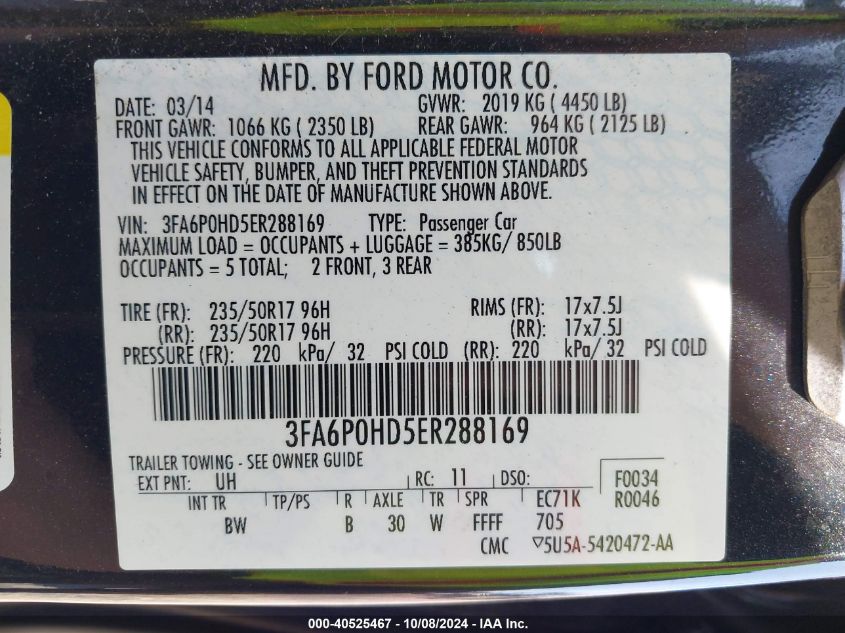 MFD. BY FORD MOTOR CO.
DATE: 03/14 GVWR: 2019 KG ( 4450 LB)
FRONT GAWR: 1066 KG ( 2350 LB) REAR GAWR: 964 KG ( 2125 LB)
THIS VEHICLE CONFORMS TO ALL APPLICABLE FEDERAL MOTOR
VEHICLE SAFETY, BUMPER, AND THEFT PREVENTION STANDARDS
IN EFFECT ON THE DATE OF MANUFACTURE SHOWN ABOVE.
VIN: 3FA6P0HD5ER288169 TYPE: Passenger Car
MAXIMUM LOAD = OCCUPANTS + LUGGAGE = 385KG/ 850LB
OCCUPANTS = 5 TOTAL; 2 FRONT, 3 REAR
TIRE (FR): 235/50R17 96H RIMS (FR): 17x7.5J
(RR): 235/50R17 96H (RR): 17x7.5J
PRESSURE (FR): 220 kPa/ 32 PSI COLD (RR): 220 kPa/ 32 PSI COLD
3FA6P0HD5ER288169
TRAILER TOWING - SEE OWNER GUIDE
EXT PNT: UH RC: 11 DSO: F0034
INT TR TP/PS R AXLE TR SPR EC71K R0046
BW B 30 W FFFF 705
CMC ▽5U5A-5420472-AA
000-40525467 - 10/08/2024 - IAA Inc.